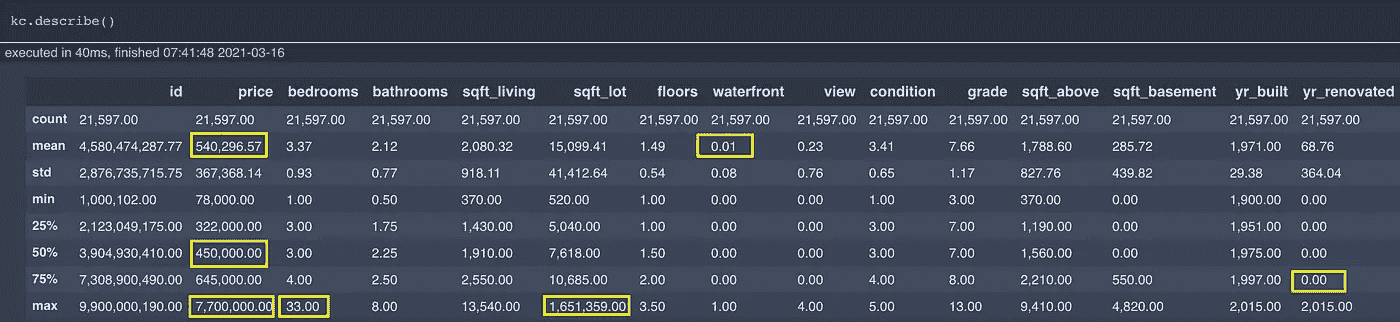 kc.describe()
executed in 40ms, finished 07:41:48 2021-03-16
id price bedrooms bathrooms sqft_living sqft_lot floors waterfront view condition grade sqft_above sqft_basement yr_built yr_renovated
count 21,597.00 21,597.00 21,597.00 21,597.00 21,597.00 21,597.00 21,597.00 21,597.00 21,597.00 21,597.00 21,597.00 21,597.00 21,597.00 21,597.00 21,597.00
mean 4,580,474,287.77 540,296.57 3.37 2.12 2,080.32 15,099.41 1.49 0.01 0.23 3.41 7.66 1,788.60 285.72 1,971.00 68.76
std 2,876,735,715.75 367,368.14 0.93 0.77 918.11 41,412.64 0.54 0.08 0.76 0.65 1.17 827.76 439.82 29.38 364.04
min 1,000,102.00 78,000.00 1.00 0.50 370.00 520.00 1.00 0.00 0.00 1.00 3.00 370.00 0.00 1,900.00 0.00
25% 2,123,049,175.00 322,000.00 3.00 1.75 1,430.00 5,040.00 1.00 0.00 0.00 3.00 7.00 1,190.00 0.00 1,951.00 0.00
50% 3,904,930,410.00 450,000.00 3.00 2.25 1,910.00 7,618.00 1.50 0.00 0.00 3.00 7.00 1,560.00 0.00 1,975.00 0.00
75% 7,308,900,490.00 645,000.00 4.00 2.50 2,550.00 10,685.00 2.00 0.00 0.00 4.00 8.00 2,210.00 550.00 1,997.00 0.00
max 9,900,000,190.00 7,700,000.00 33.00 8.00 13,540.00 1,651,359.00 3.50 1.00 4.00 5.00 13.00 9,410.00 4,820.00 2,015.00 2,015.00